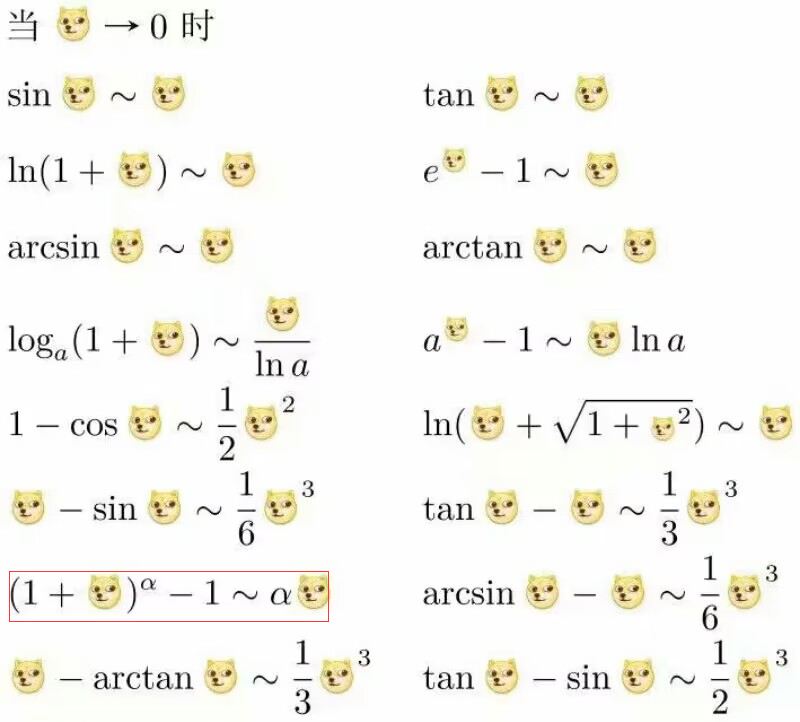 当 🐶 → 0 时
sin 🐶 ~ 🐶 tan 🐶 ~ 🐶
ln(1 + 🐶) ~ 🐶 e^🐶 − 1 ~ 🐶
arcsin 🐶 ~ 🐶 arctan 🐶 ~ 🐶
logₐ(1 + 🐶) ~ 🐶/ln a a^🐶 − 1 ~ 🐶 ln a
1 − cos 🐶 ~ 1/2 🐶² ln(🐶 + √(1 + 🐶²)) ~ 🐶
🐶 − sin 🐶 ~ 1/6 🐶³ tan 🐶 − 🐶 ~ 1/3 🐶³
(1 + 🐶)^α − 1 ~ α🐶 arcsin 🐶 − 🐶 ~ 1/6 🐶³
🐶 − arctan 🐶 ~ 1/3 🐶³ tan 🐶 − sin 🐶 ~ 1/2 🐶³